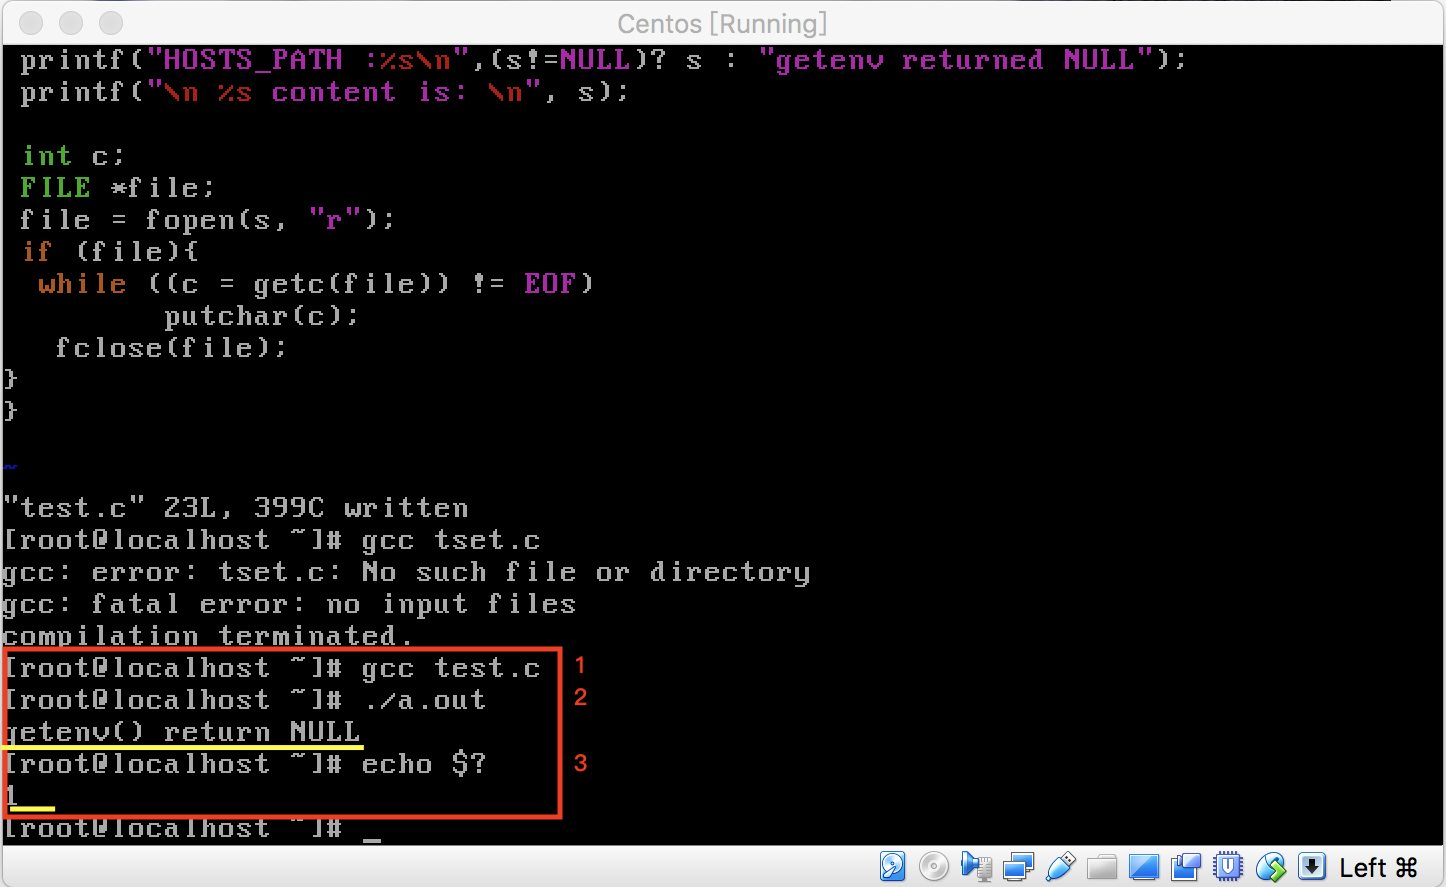 Centos [Running]
printf("HOSTS_PATH :%s\n",(s!=NULL)? s : "getenv returned NULL");
printf("\n %s content is: \n", s);
int c;
FILE *file;
file = fopen(s, "r");
if (file){
while ((c = getc(file)) != EOF)
putchar(c);
fclose(file);
}
}
~
"test.c" 23L, 399C written
[root@localhost ~]# gcc tset.c
gcc: error: tset.c: No such file or directory
gcc: fatal error: no input files
compilation terminated.
[root@localhost ~]# gcc test.c 1
[root@localhost ~]# ./a.out 2
getenv() return NULL
[root@localhost ~]# echo $? 3
1
[root@localhost ~]# _
Left ⌘